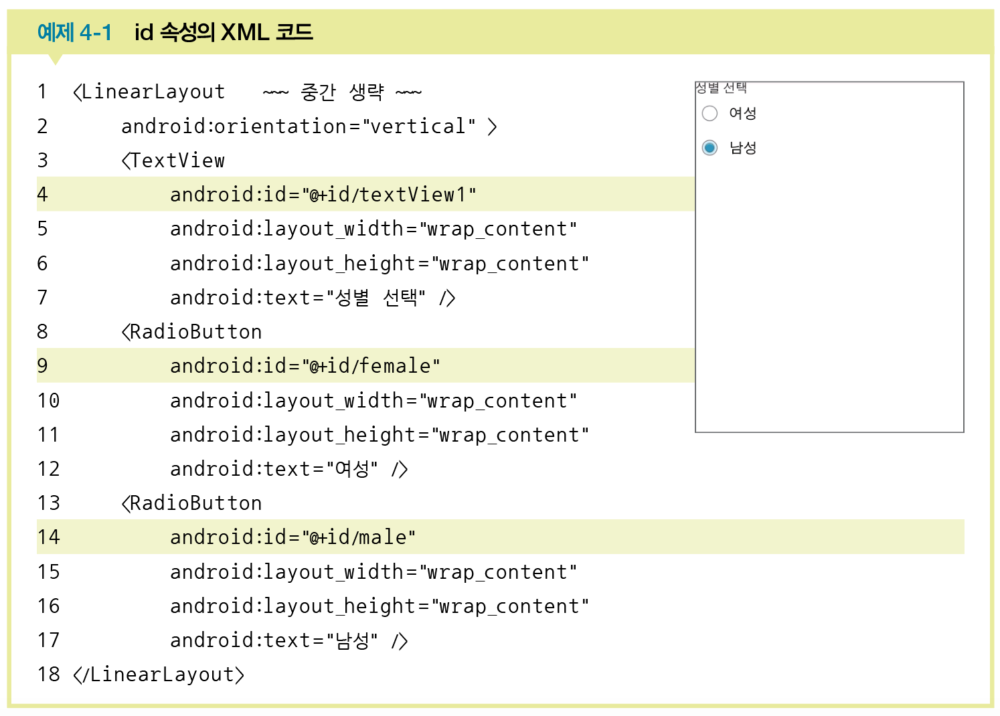 예제 4-1 id 속성의 XML 코드
1 <LinearLayout ~~~ 중간 생략 ~~~
2 android:orientation="vertical" >
3 <TextView
4 android:id="@+id/textView1"
5 android:layout_width="wrap_content"
6 android:layout_height="wrap_content"
7 android:text="성별 선택" />
8 <RadioButton
9 android:id="@+id/female"
10 android:layout_width="wrap_content"
11 android:layout_height="wrap_content"
12 android:text="여성" />
13 <RadioButton
14 android:id="@+id/male"
15 android:layout_width="wrap_content"
16 android:layout_height="wrap_content"
17 android:text="남성" />
18 </LinearLayout>
성별 선택
여성
남성